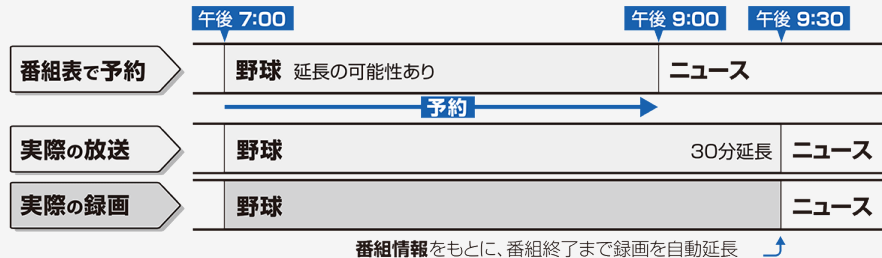 午後 7:00 午後 9:00 午後 9:30
番組表で予約 野球 延長の可能性あり ニュース
予約
実際の放送 野球 30分延長 ニュース
実際の録画 野球 ニュース
番組情報をもとに、番組終了まで録画を自動延長